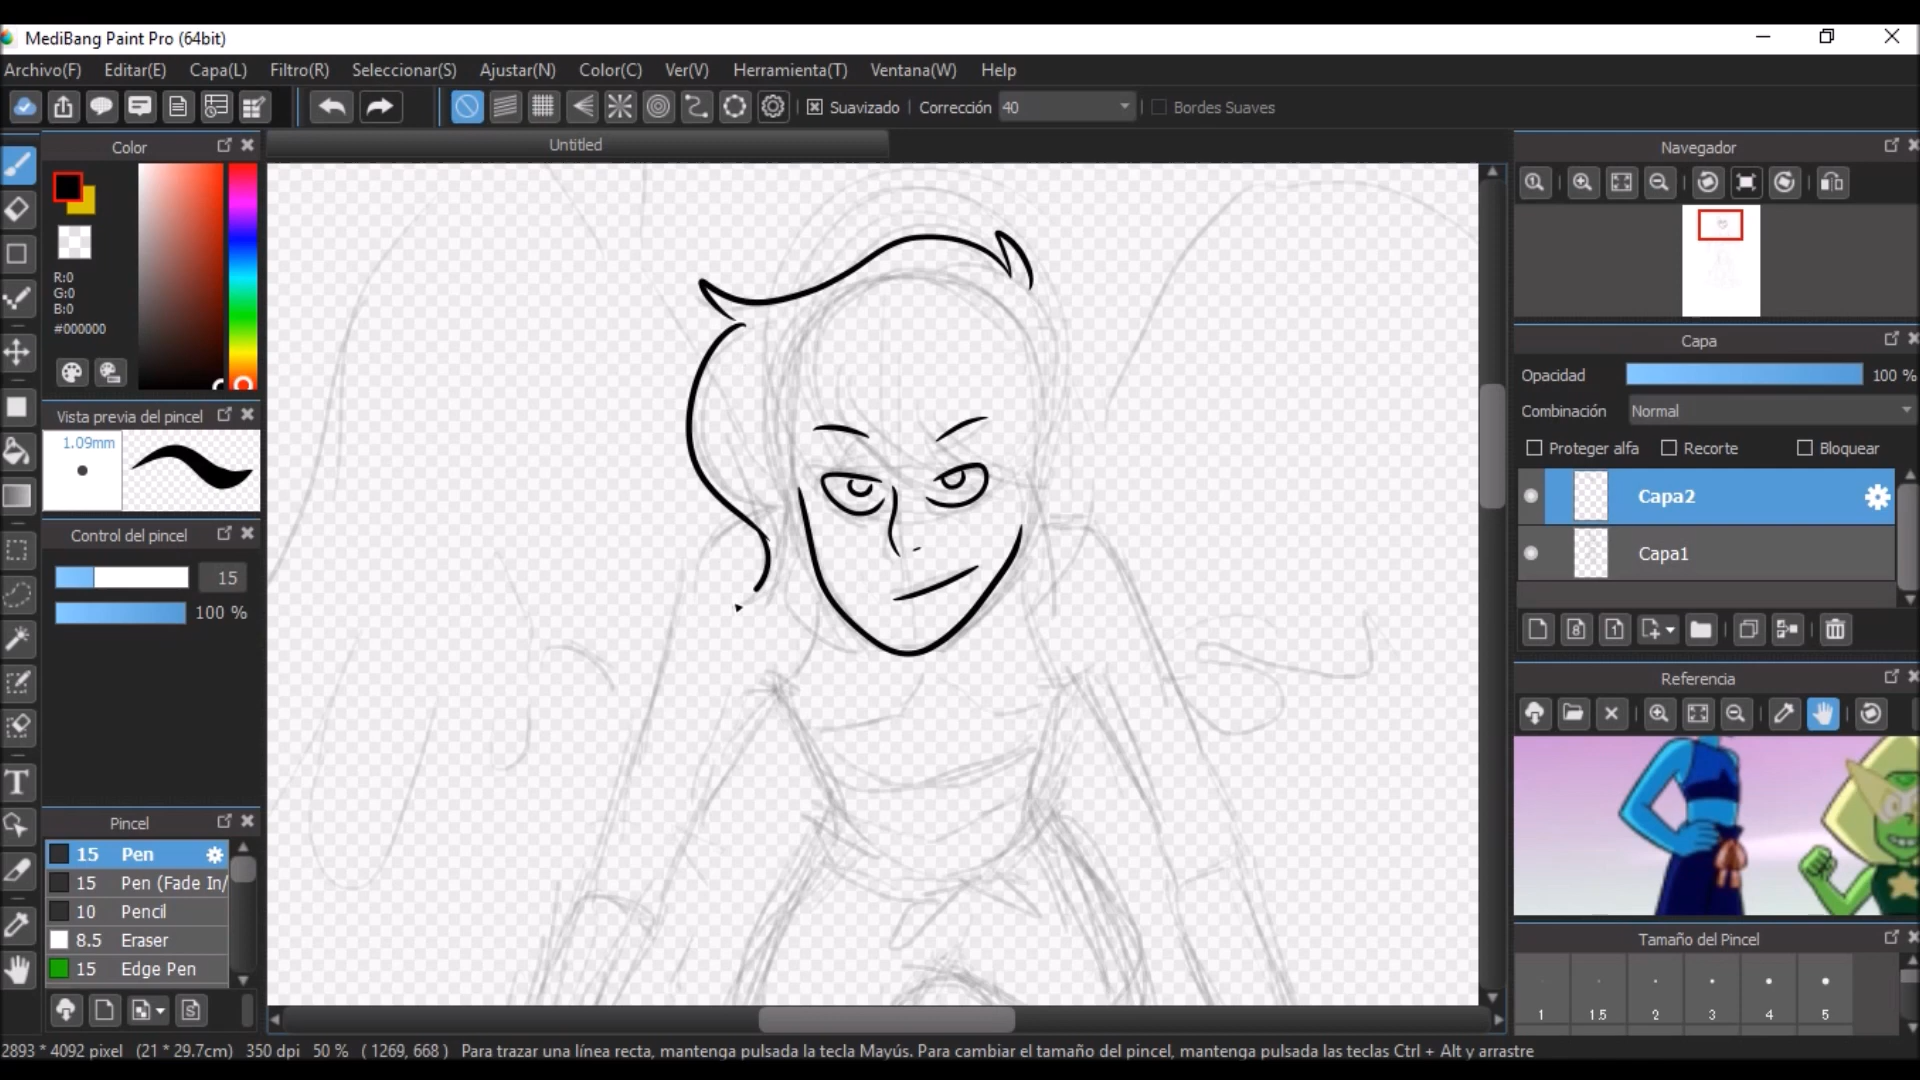 MediBang Paint Pro (64bit)
Archivo(F) Editar(E) Capa(L) Filtro(R) Seleccionar(S) Ajustar(N) Color(C) Ver(V) Herramienta(T) Ventana(W) Help
Suavizado Corrección 40 Bordes Suaves
Color
Untitled
Navegador
R:0
G:0
B:0
#000000
Capa
Opacidad 100 %
Combinación Normal
Proteger alfa Recorte Bloquear
Capa2
Capa1
Vista previa del pincel
1.09mm
Control del pincel
15
100 %
Referencia
Pincel
15 Pen
15 Pen (Fade In/
10 Pencil
8.5 Eraser
15 Edge Pen
Tamaño del Pincel
1 1.5 2 3 4 5
2893 * 4092 pixel (21 * 29.7cm) 350 dpi 50 % ( 1269, 668 ) Para trazar una línea recta, mantenga pulsada la tecla Mayús. Para cambiar el tamaño del pincel, mantenga pulsada las teclas Ctrl + Alt y arrastre